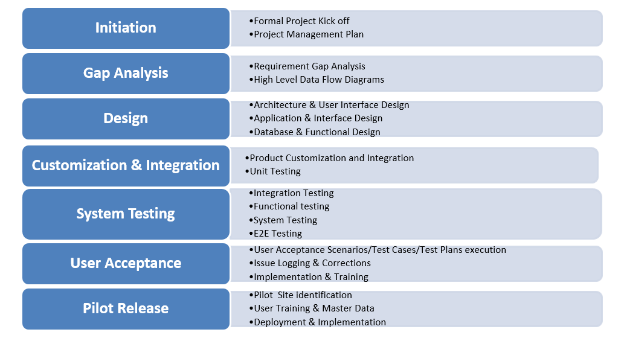 Initiation
•Formal Project Kick off
•Project Management Plan
Gap Analysis
•Requirement Gap Analysis
•High Level Data Flow Diagrams
Design
•Architecture & User Interface Design
•Application & Interface Design
•Database & Functional Design
Customization & Integration
•Product Customization and Integration
•Unit Testing
System Testing
•Integration Testing
•Functional testing
•System Testing
•E2E Testing
User Acceptance
•User Acceptance Scenarios/Test Cases/Test Plans execution
•Issue Logging & Corrections
•Implementation & Training
Pilot Release
•Pilot Site identification
•User Training & Master Data
•Deployment & Implementation